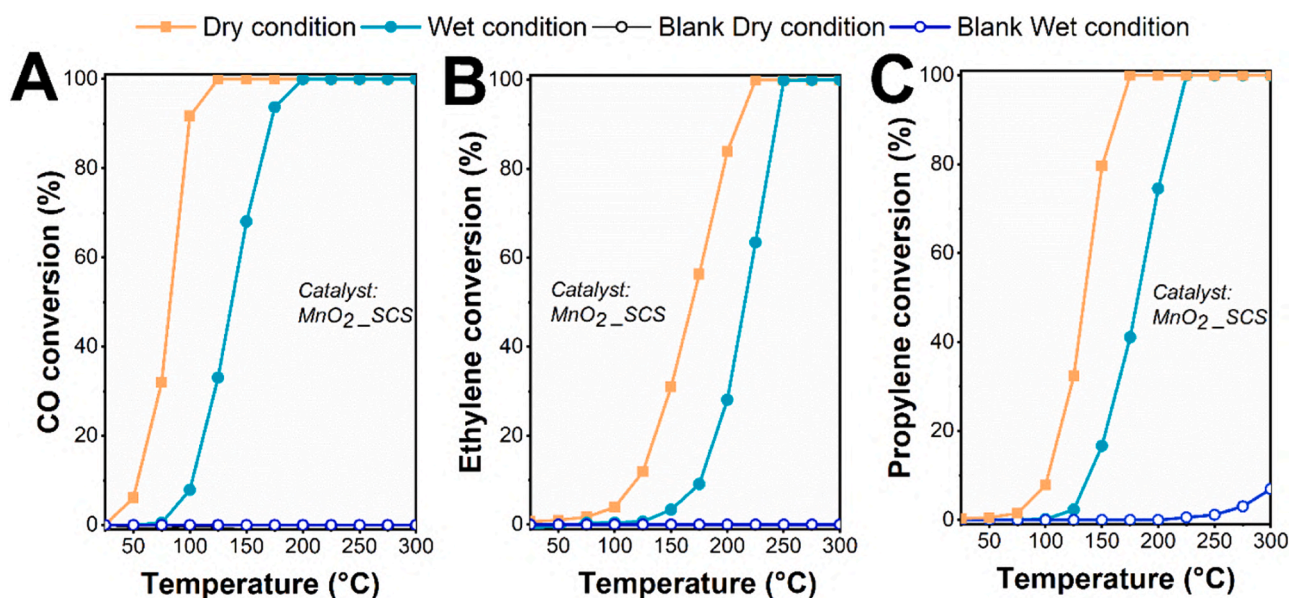 Dry condition Wet condition Blank Dry condition Blank Wet condition
A
CO conversion (%)
100
80
60
40
20
0
Catalyst:
MnO2_SCS
50 100 150 200 250 300
Temperature (°C)
B
Ethylene conversion (%)
100
80
60
40
20
0
Catalyst:
MnO2_SCS
50 100 150 200 250 300
Temperature (°C)
C
Propylene conversion (%)
100
80
60
40
20
0
Catalyst:
MnO2_SCS
50 100 150 200 250 300
Temperature (°C)